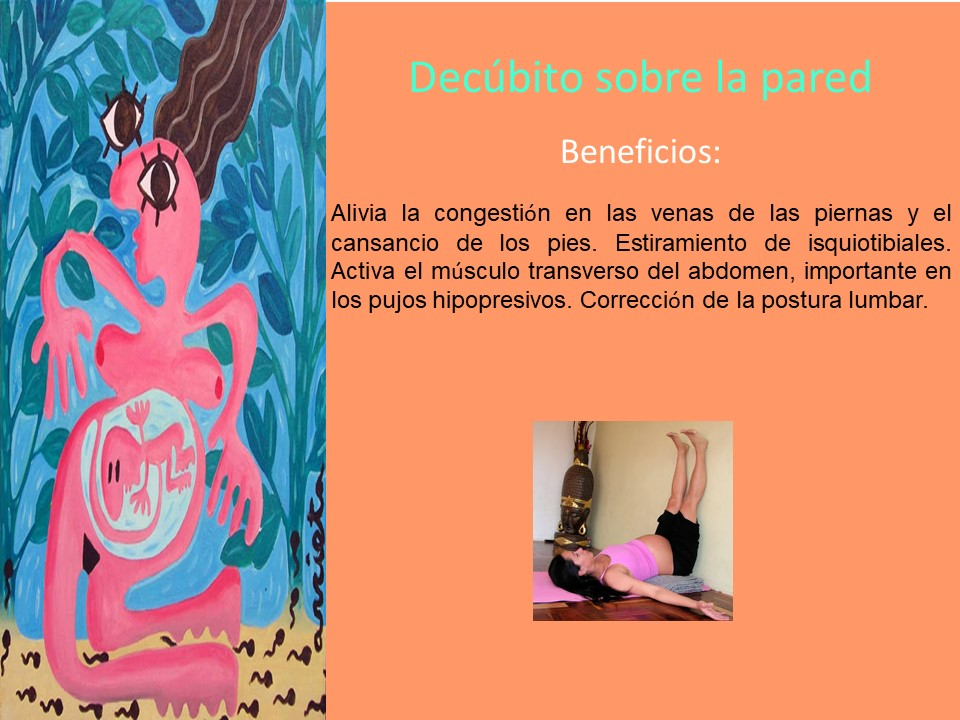 Decúbito sobre la pared
Beneficios:
Alivia la congestión en las venas de las piernas y el
cansancio de los pies. Estiramiento de isquiotibiales.
Activa el músculo transverso del abdomen, importante en
los pujos hipopresivos. Corrección de la postura lumbar.
arrieta